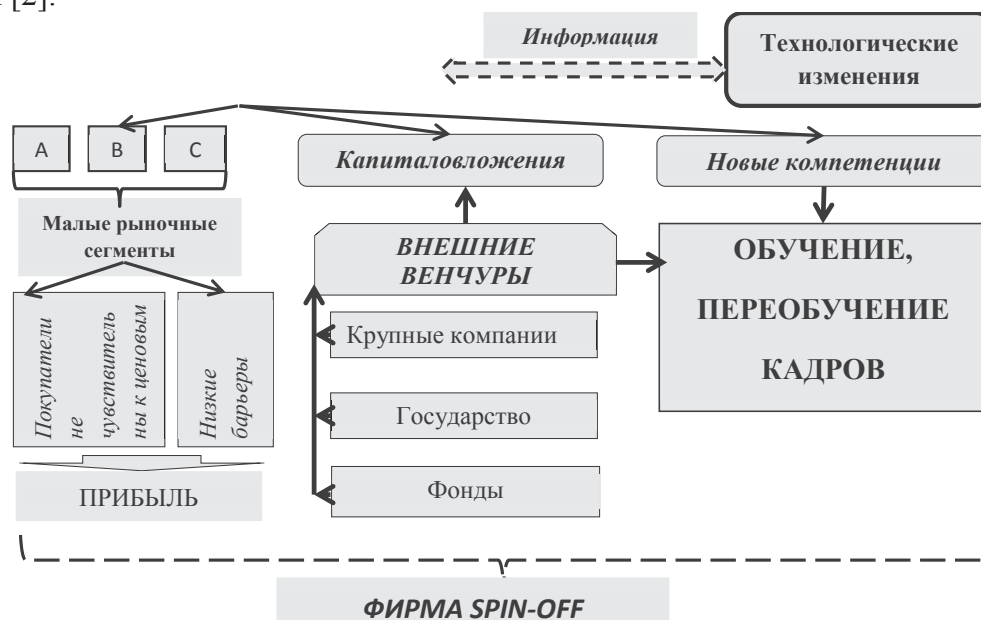 [2].
Информация
Технологические
изменения
A
B
C
Капиталовложения
Новые компетенции
Малые рыночные
сегменты
ВНЕШНИЕ
ВЕНЧУРЫ
ОБУЧЕНИЕ,
ПЕРЕОБУЧЕНИЕ
КАДРОВ
Покупатели
не
чувствитель
ны к ценовым
Низкие
барьеры
Крупные компании
Государство
Фонды
ПРИБЫЛЬ
ФИРМА SPIN-OFF